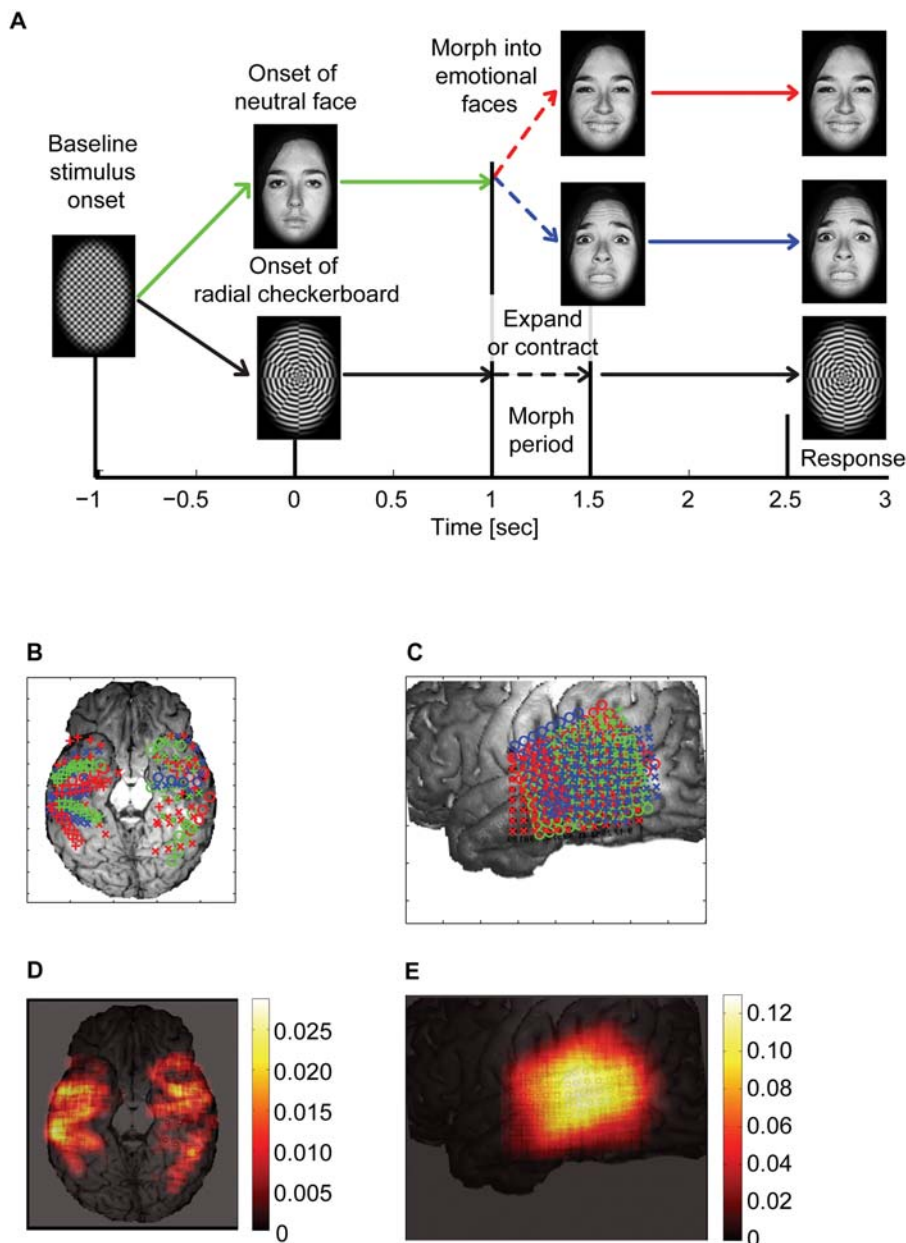 A
Baseline
stimulus
onset
Onset of
neutral face
Onset of
radial checkerboard
Morph into
emotional
faces
Expand
or contract
Morph
period
Response
−1
−0.5
0
0.5
1
1.5
2
2.5
3
Time [sec]
B
C
D
0.025
0.020
0.015
0.010
0.005
0
E
0.12
0.10
0.08
0.06
0.04
0.02
0